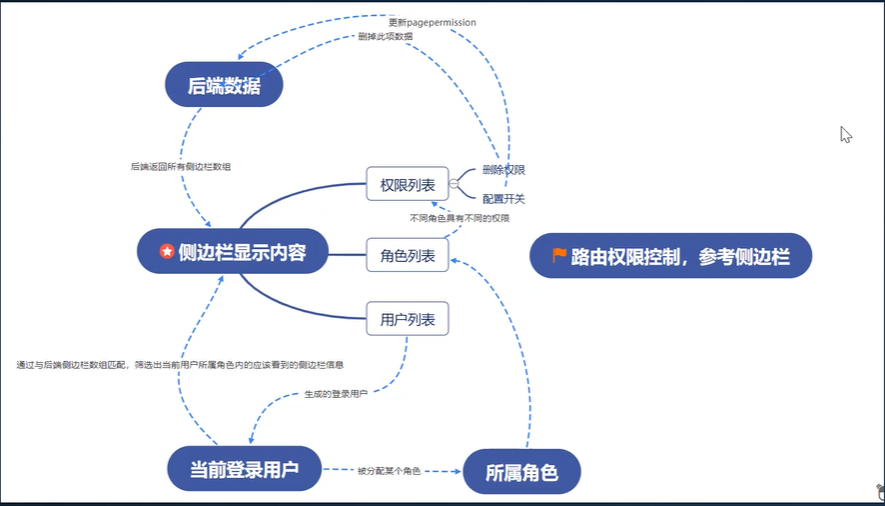 更新pagepermission
删掉此项数据
后端数据
后端返回所有侧边栏数组
权限列表
删除权限
配置开关
不同角色具有不同的权限
侧边栏显示内容
角色列表
路由权限控制，参考侧边栏
用户列表
通过与后端侧边栏数组匹配，筛选出当前用户所属角色内的应该看到的侧边栏信息
生成的登录用户
当前登录用户
被分配某个角色
所属角色